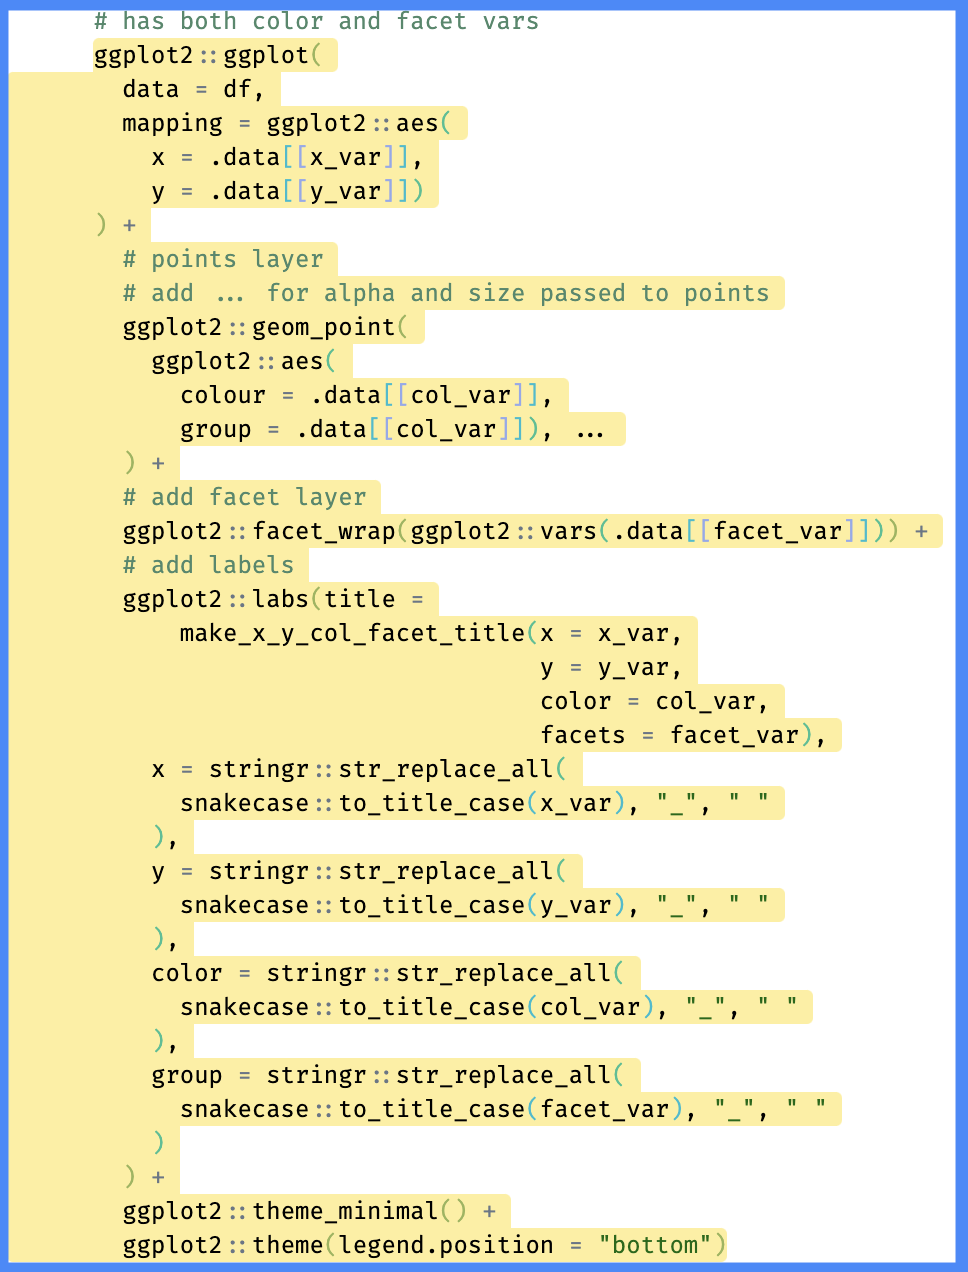 # has both color and facet vars
ggplot2::ggplot(
data = df,
mapping = ggplot2::aes(
x = .data[[x_var]],
y = .data[[y_var]])
) +
# points layer
# add ... for alpha and size passed to points
ggplot2::geom_point(
ggplot2::aes(
colour = .data[[col_var]],
group = .data[[col_var]]), ...
) +
# add facet layer
ggplot2::facet_wrap(ggplot2::vars(.data[[facet_var]])) +
# add labels
ggplot2::labs(title =
make_x_y_col_facet_title(x = x_var,
y = y_var,
color = col_var,
facets = facet_var),
x = stringr::str_replace_all(
snakecase::to_title_case(x_var), "_", " "
),
y = stringr::str_replace_all(
snakecase::to_title_case(y_var), "_", " "
),
color = stringr::str_replace_all(
snakecase::to_title_case(col_var), "_", " "
),
group = stringr::str_replace_all(
snakecase::to_title_case(facet_var), "_", " "
)
) +
ggplot2::theme_minimal() +
ggplot2::theme(legend.position = "bottom")